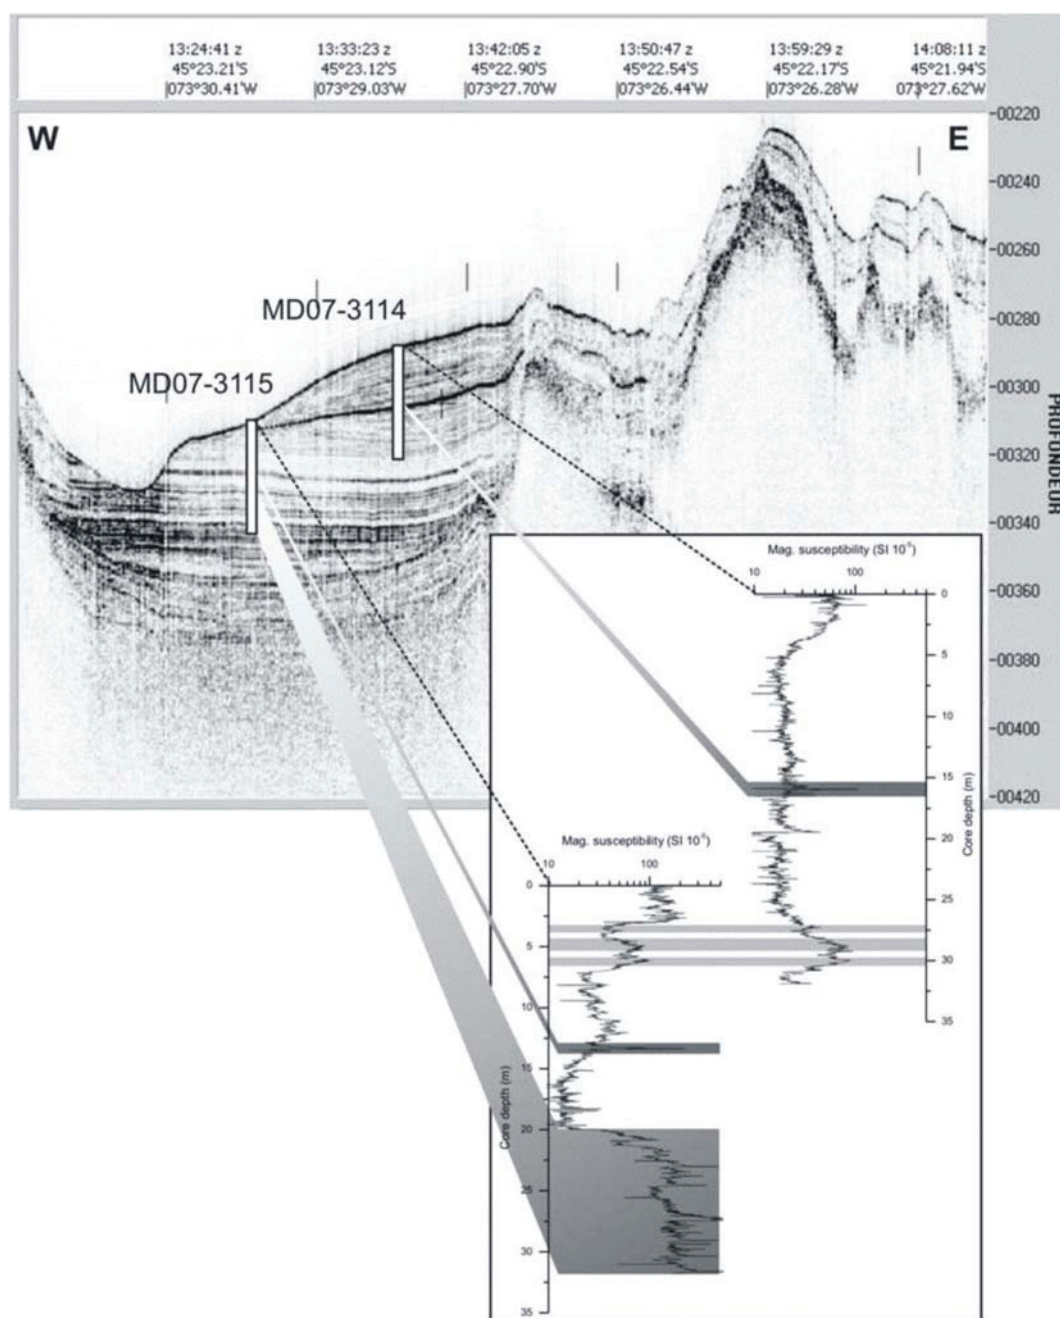 13:24:41 z 13:33:23 z 13:42:05 z 13:50:47 z 13:59:29 z 14:08:11 z
45°23.21'S 45°23.12'S 45°22.90'S 45°22.54'S 45°22.17'S 45°21.94'S
073°30.41'W 073°29.03'W 073°27.70'W 073°26.44'W 073°26.28'W 073°27.62'W
W E
-00220
-00240
-00260
-00280
-00300
-00320
-00340
-00360
-00380
-00400
-00420
PROFONDEUR
MD07-3114
MD07-3115
Mag. susceptibility (SI 10⁻⁵)
10 100
0
5
10
15
20
25
30
35
Core depth (m)
Mag. susceptibility (SI 10⁻⁵)
10 100
0
5
10
15
20
25
30
35
Core depth (m)